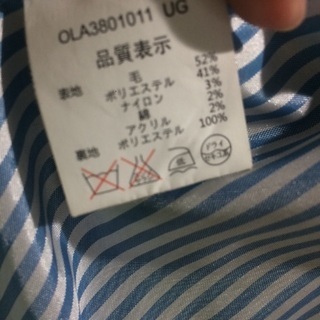 OLA3801011 UG
品質表示
表地 毛 52%
ポリエステル 41%
ナイロン 3%
綿 2%
アクリル 2%
裏地 ポリエステル 100%
ドライ